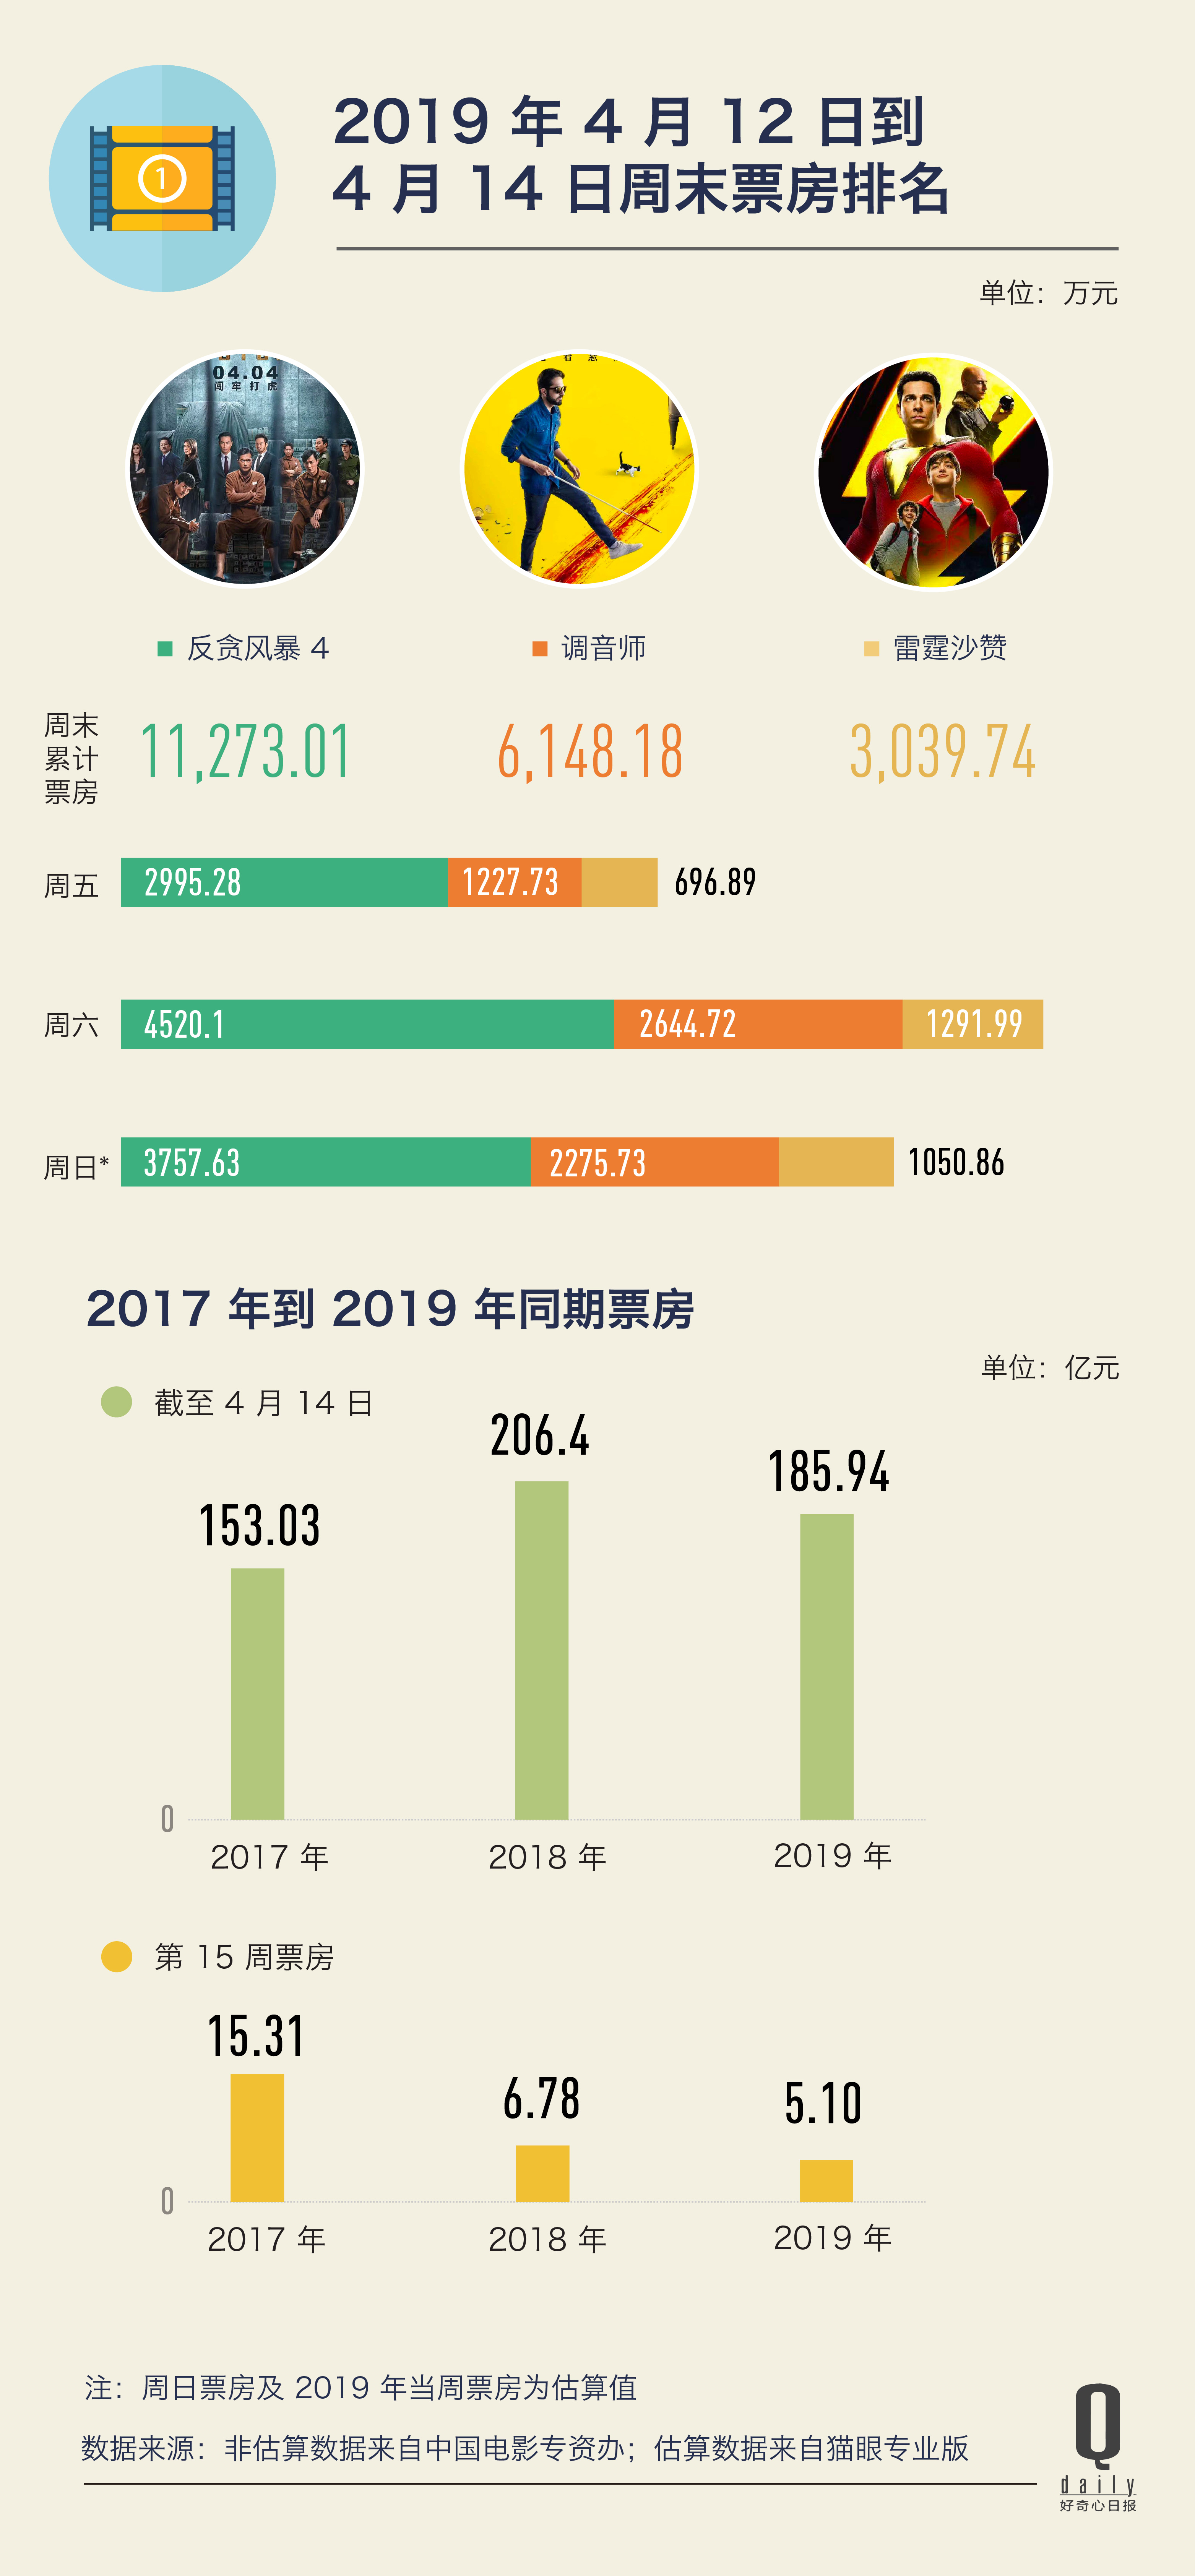 1
2019 年 4 月 12 日到
4 月 14 日周末票房排名
单位：万元
04.04
闯牢打虎
反贪风暴 4
调音师
雷霆沙赞
周末
累计
票房
11,273.01
6,148.18
3,039.74
周五
2995.28
1227.73
696.89
周六
4520.1
2644.72
1291.99
周日*
3757.63
2275.73
1050.86
2017 年到 2019 年同期票房
单位：亿元
截至 4 月 14 日
153.03
206.4
185.94
0
2017 年
2018 年
2019 年
第 15 周票房
15.31
6.78
5.10
0
2017 年
2018 年
2019 年
注：周日票房及 2019 年当周票房为估算值
数据来源：非估算数据来自中国电影专资办；估算数据来自猫眼专业版
Q
daily
好奇心日报